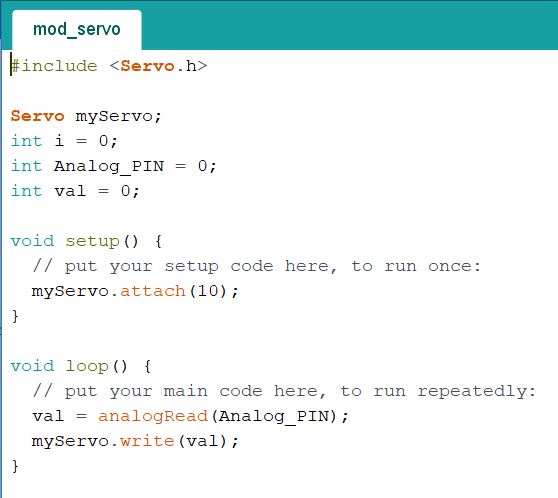 mod_servo
#include <Servo.h>
Servo myServo;
int i = 0;
int Analog_PIN = 0;
int val = 0;
void setup() {
  // put your setup code here, to run once:
  myServo.attach(10);
}
void loop() {
  // put your main code here, to run repeatedly:
  val = analogRead(Analog_PIN);
  myServo.write(val);
}